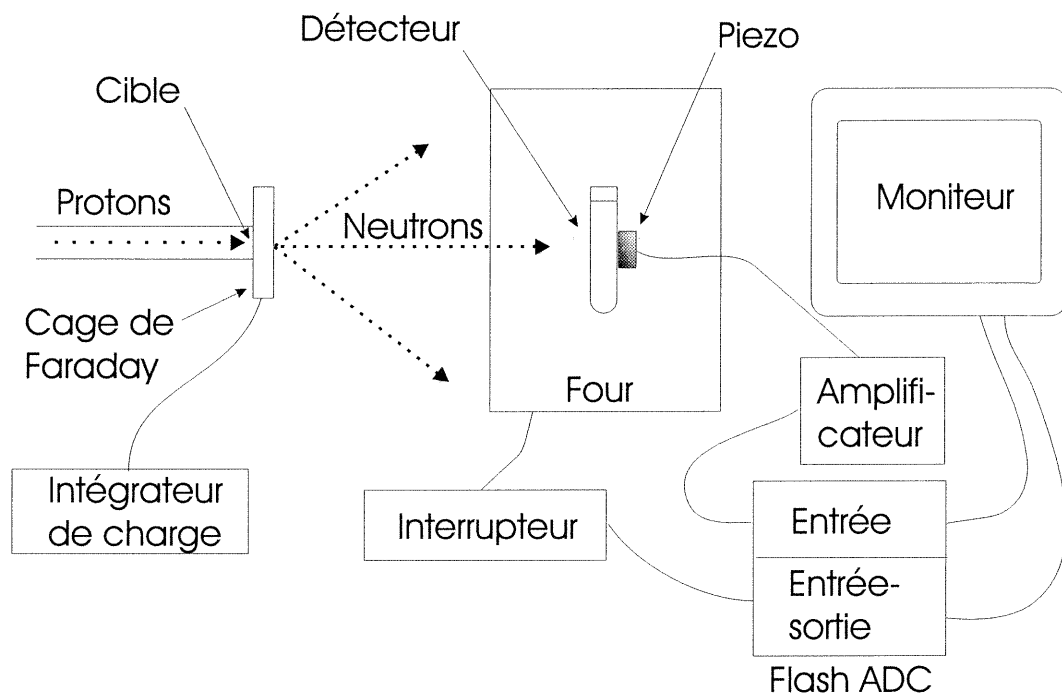 Détecteur
Piezo
Cible
Protons
Neutrons
Moniteur
Cage de
Faraday
Four
Amplifi-
cateur
Intégrateur
de charge
Interrupteur
Entrée
Entrée-
sortie
Flash ADC